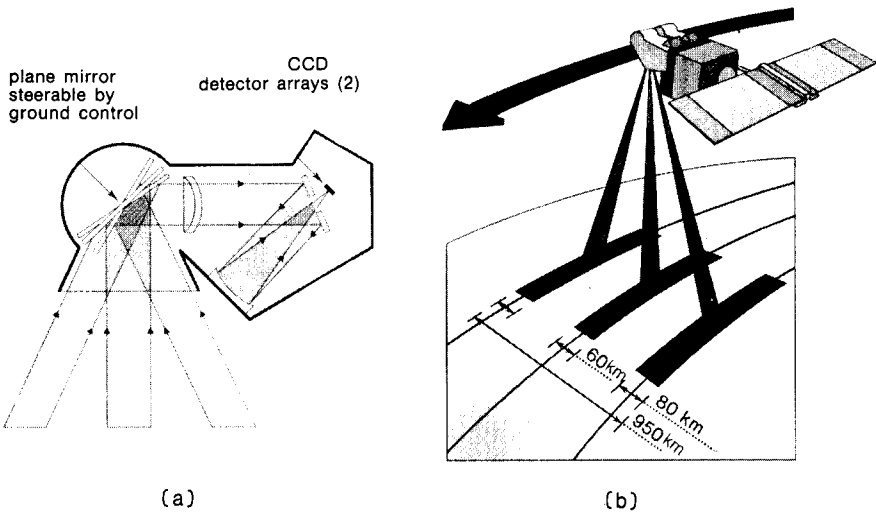 plane mirror
steerable by
ground control
CCD
detector arrays (2)
60km
80 km
950km
(a)
(b)